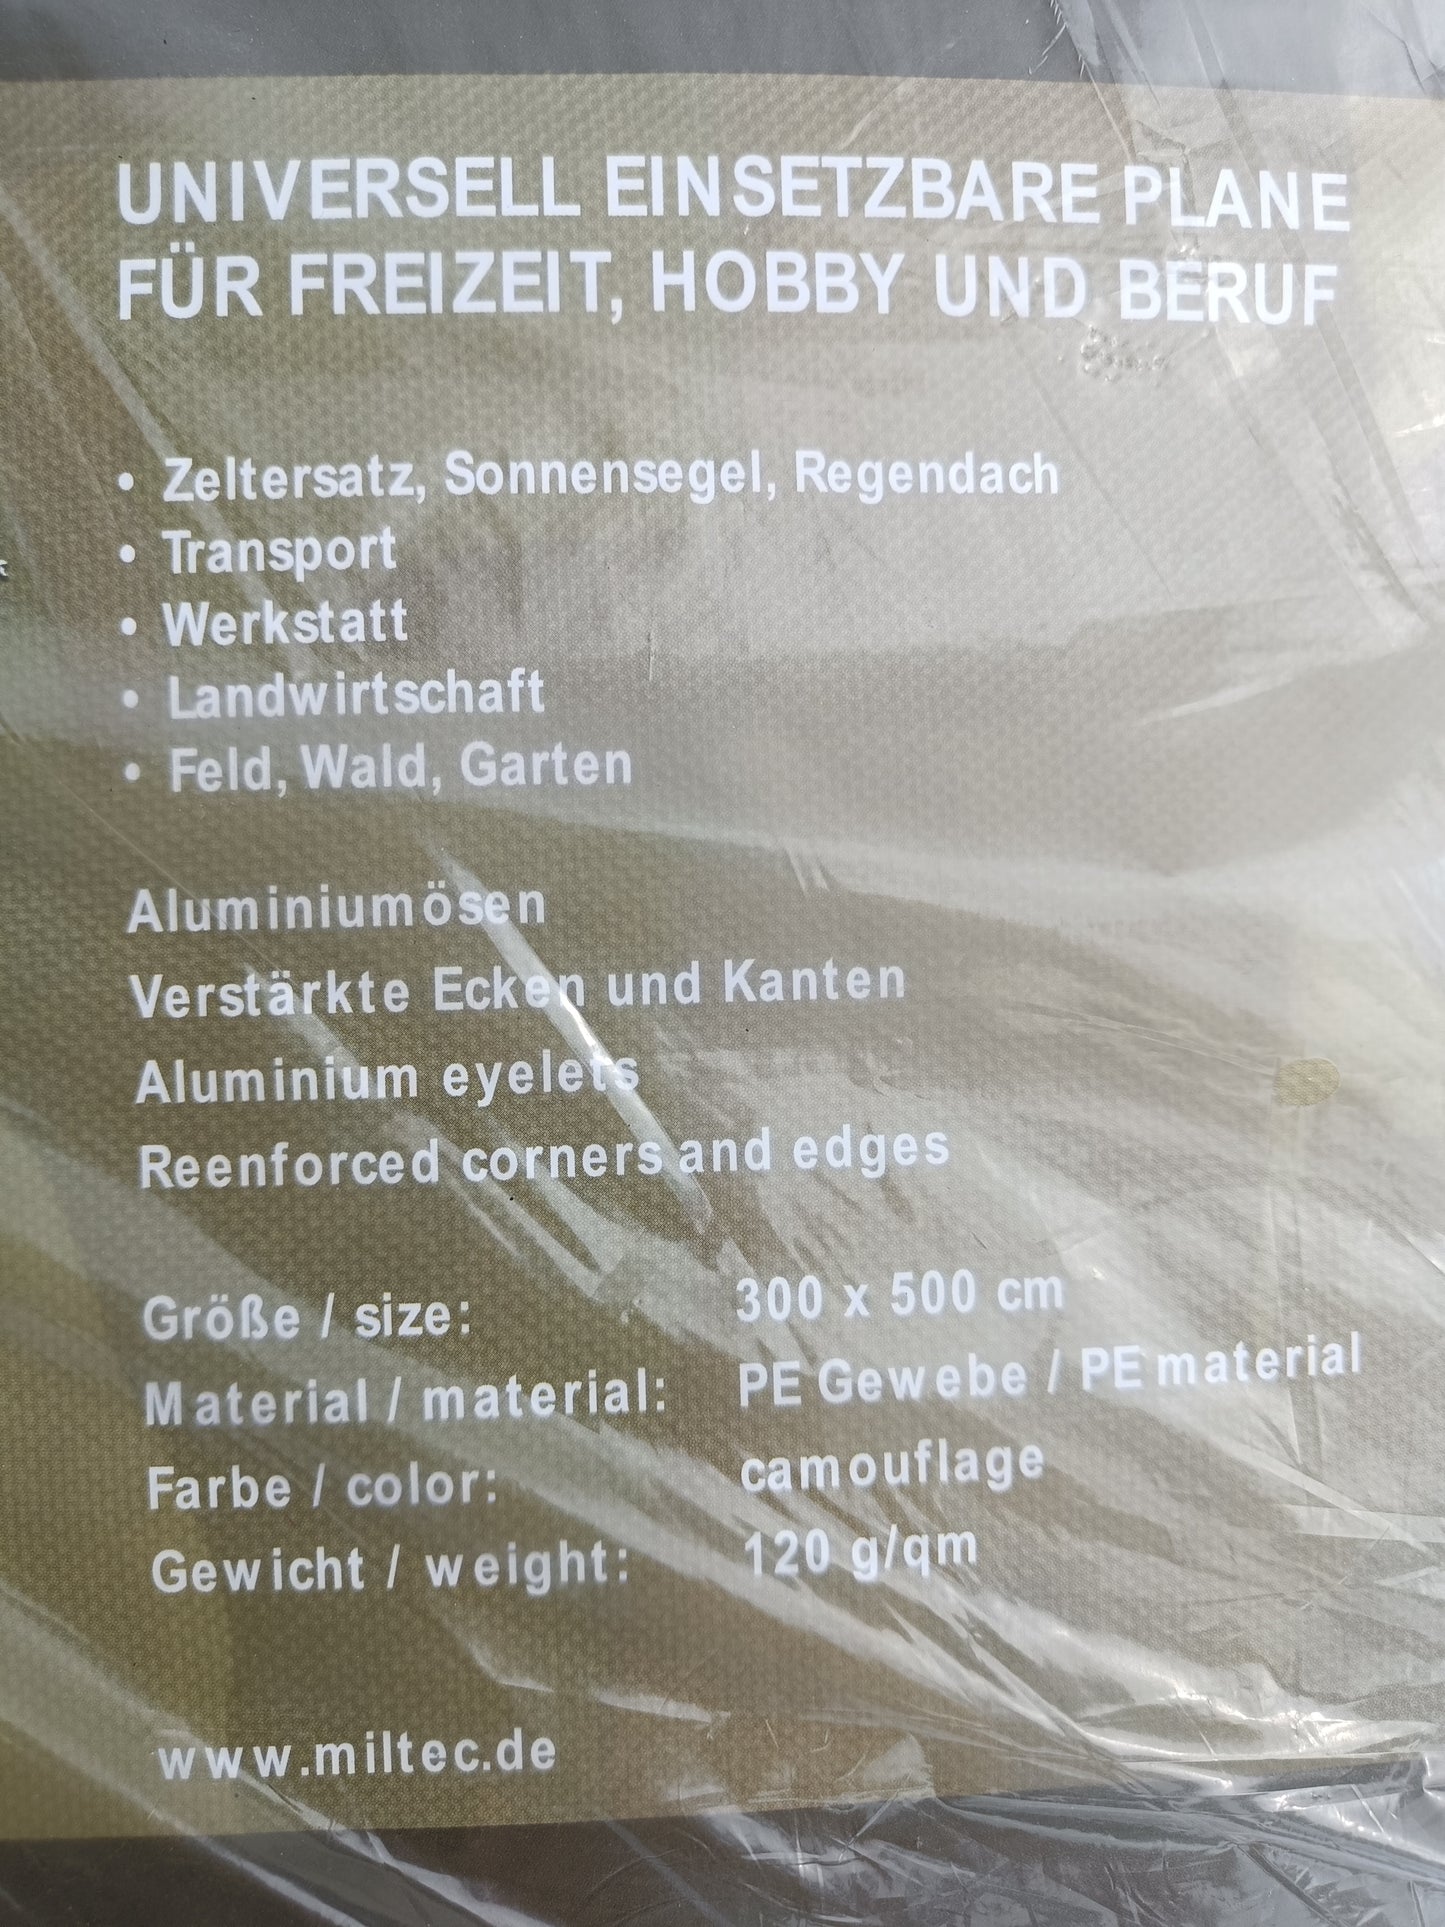 UNIVERSELL EINSETZBARE PLANE
FÜR FREIZEIT, HOBBY UND BERUF
• Zeltersatz, Sonnensegel, Regendach
• Transport
• Werkstatt
• Landwirtschaft
• Feld, Wald, Garten
Aluminiumösen
Verstärkte Ecken und Kanten
Aluminium eyelets
Reenforced corners and edges
Größe / size: 300 x 500 cm
Material / material: PE Gewebe / PE material
Farbe / color: camouflage
Gewicht / weight: 120 g/qm
www.miltec.de